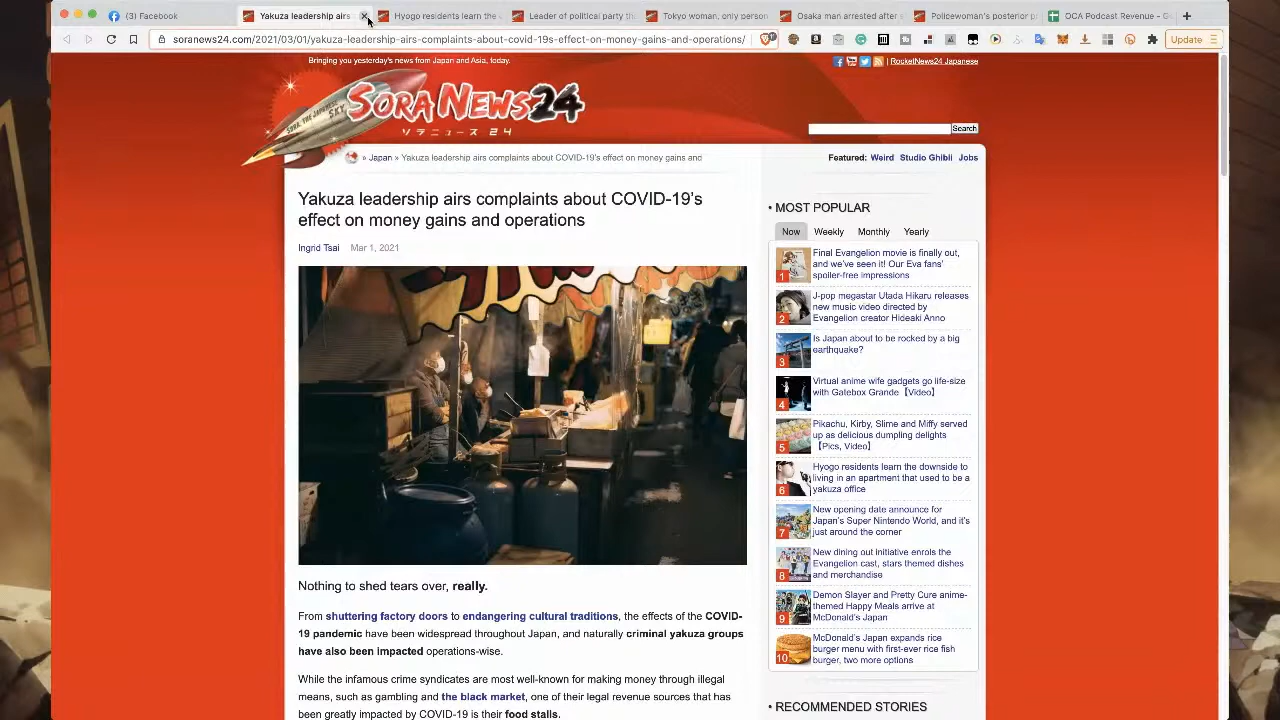 (3) Facebook
Yakuza leadership airs
Hyogo residents learn the
Leader of political party th
Tokyo woman, only person
Osaka man arrested after
Policewoman's posterior p
OCA Podcast Revenue - G
soranews24.com/2021/03/01/yakuza-leadership-airs-complaints-about-covid-19s-effect-on-money-gains-and-operations/
Update
Bringing you yesterday's news from Japan and Asia, today.
| RocketNews24 Japanese
SORA, THE JAPANESE SKY
SORA NEWS24
ソラニュース24
Search
» Japan » Yakuza leadership airs complaints about COVID-19's effect on money gains and
Featured: Weird Studio Ghibli Jobs
Yakuza leadership airs complaints about COVID-19's
effect on money gains and operations
Ingrid Tsai Mar 1, 2021
• MOST POPULAR
Now Weekly Monthly Yearly
1
Final Evangelion movie is finally out,
and we've seen it! Our Eva fans'
spoiler-free impressions
2
J-pop megastar Utada Hikaru releases
new music video directed by
Evangelion creator Hideaki Anno
3
Is Japan about to be rocked by a big
earthquake?
4
Virtual anime wife gadgets go life-size
with Gatebox Grande【Video】
5
Pikachu, Kirby, Slime and Miffy served
up as delicious dumpling delights
【Pics, Video】
6
Hyogo residents learn the downside to
living in an apartment that used to be a
yakuza office
7
New opening date announce for
Japan's Super Nintendo World, and it's
just around the corner
8
New dining out initiative enrols the
Evangelion cast, stars themed dishes
and merchandise
9
Demon Slayer and Pretty Cure anime-
themed Happy Meals arrive at
McDonald's Japan
10
McDonald's Japan expands rice
burger menu with first-ever rice fish
burger, two more options
• RECOMMENDED STORIES
Nothing to shed tears over, really.
From shuttering factory doors to endangering cultural traditions, the effects of the COVID-
19 pandemic have been widespread throughout Japan, and naturally criminal yakuza groups
have also been impacted operations-wise.
While the infamous crime syndicates are most well-known for making money through illegal
means, such as gambling and the black market, one of their legal revenue sources that has
been greatly impacted by COVID-19 is their food stalls.